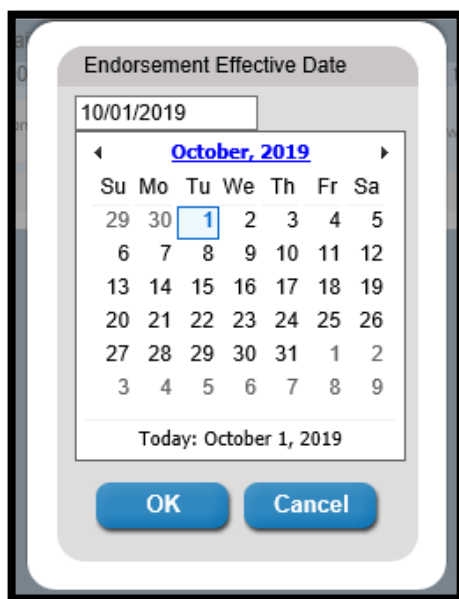 Endorsement Effective Date
10/01/2019
October, 2019
Su Mo Tu We Th Fr Sa
29 30 1 2 3 4 5
6 7 8 9 10 11 12
13 14 15 16 17 18 19
20 21 22 23 24 25 26
27 28 29 30 31 1 2
3 4 5 6 7 8 9
Today: October 1, 2019
OK Cancel